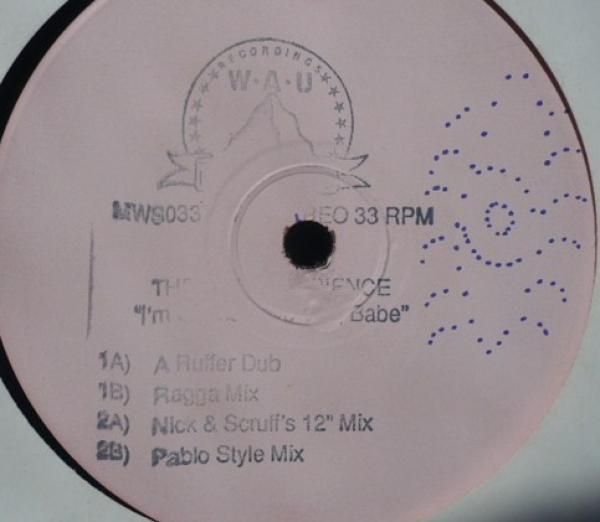 RECORDINGS
W·A·U
MWS033 REO 33 RPM
TH IENCE
"I'm Babe"
1A) A Ruffer Dub
1B) Ragga Mix
2A) Nick & Scruff's 12" Mix
2B) Pablo Style Mix